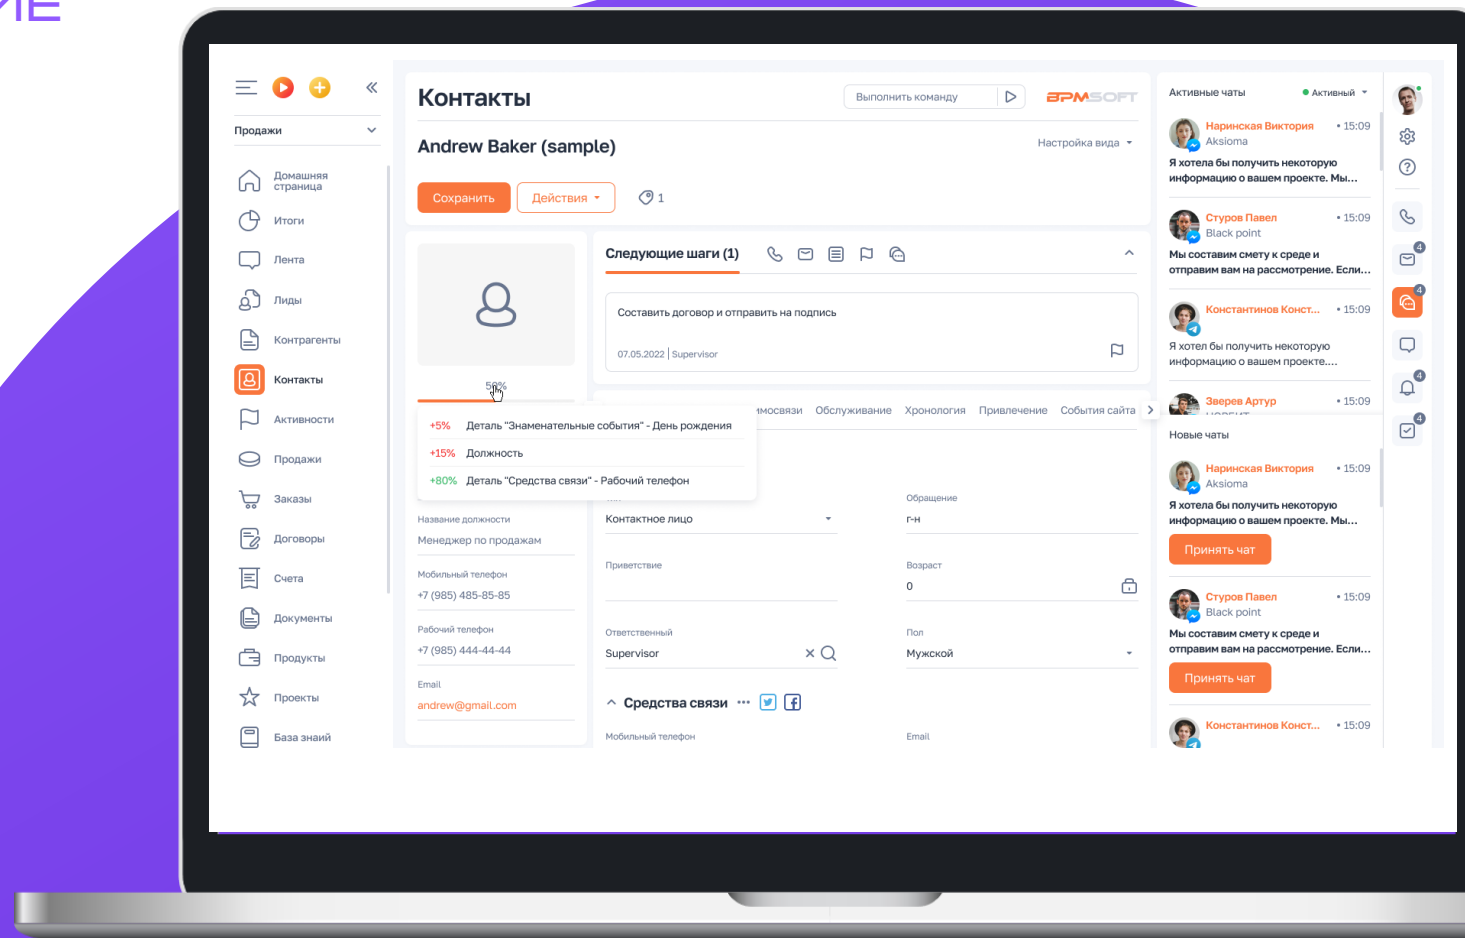 Контакты
Выполнить команду
BPMSOFT
Andrew Baker (sample)
Настройка вида
Сохранить
Действия
1
Продажи
Домашняя
страница
Итоги
Лента
Лиды
Контрагенты
Контакты
Активности
Продажи
Заказы
Договоры
Счета
Документы
Продукты
Проекты
База знаий
Следующие шаги (1)
Составить договор и отправить на подпись
07.05.2022 | Supervisor
+5% Деталь "Знаменательные события" - День рождения
+15% Должность
+80% Деталь "Средства связи" - Рабочий телефон
Обслуживание Хронология Привлечение События сайта
Название должности
Менеджер по продажам
Мобильный телефон
+7 (985) 485-85-85
Рабочий телефон
+7 (985) 444-44-44
Email
andrew@gmail.com
Контактное лицо
Обращение
г-н
Приветствие
Возраст
0
Ответственный
Supervisor
Пол
Мужской
Средства связи
Мобильный телефон
Email
Активные чаты
Активный
Наринская Виктория • 15:09
Aksioma
Я хотела бы получить некоторую
информацию о вашем проекте. Мы...
Стуров Павел • 15:09
Black point
Мы составим смету к среде и
отправим вам на рассмотрение. Если...
Константинов Конст... • 15:09
Я хотел бы получить некоторую
информацию о вашем проекте....
Зверев Артур • 15:09
Новые чаты
Наринская Виктория • 15:09
Aksioma
Я хотела бы получить некоторую
информацию о вашем проекте. Мы...
Принять чат
Стуров Павел • 15:09
Black point
Мы составим смету к среде и
отправим вам на рассмотрение. Если...
Принять чат
Константинов Конст... • 15:09
4
4
4
4